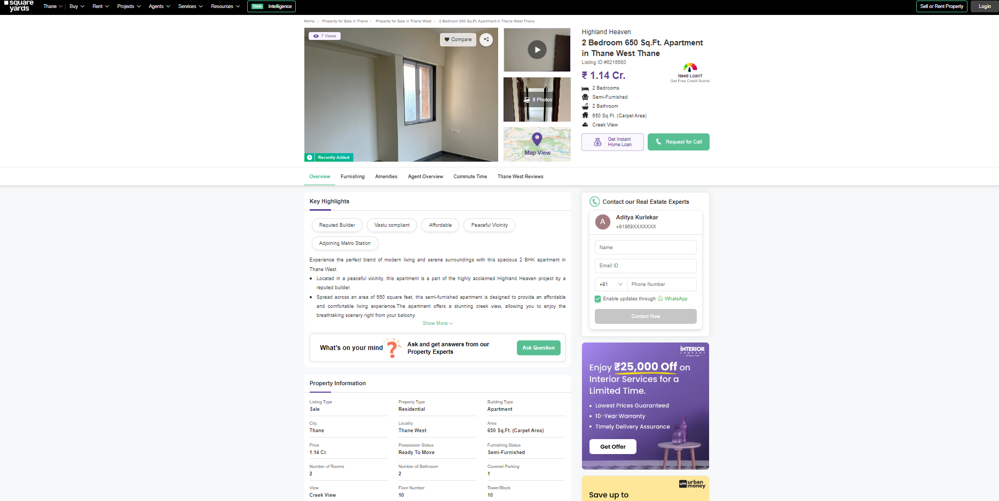 square
yards
Thane
Buy
Rent
Projects
Agents
Services
Resources
Data Intelligence
Sell or Rent Property
Login
Home
Property for Sale in Thane
Property for Sale in Thane West
2 Bedroom 650 Sq.Ft. Apartment in Thane West Thane
7 Views
Compare
Recently Added
8 Photos
Map View
Highland Heaven
2 Bedroom 650 Sq.Ft. Apartment
in Thane West Thane
Listing ID #6216680
₹ 1.14 Cr.
Need Loan?
Get Free Credit Score!
2 Bedrooms
Semi-Furnished
2 Bathroom
650 Sq.Ft. (Carpet Area)
Creek View
Get Instant
Home Loan
Request for Call
Overview
Furnishing
Amenities
Agent Overview
Commute Time
Thane West Reviews
Key Highlights
Reputed Builder
Vastu compliant
Affordable
Peaceful Vicinity
Adjoining Metro Station
Experience the perfect blend of modern living and serene surroundings with this spacious 2 BHK apartment in
Thane West.
• Located in a peaceful vicinity, this apartment is a part of the highly acclaimed Highland Heaven project by a
reputed builder.
• Spread across an area of 650 square feet, this semi-furnished apartment is designed to provide an affordable
and comfortable living experience.The apartment offers a stunning creek view, allowing you to enjoy the
breathtaking scenery right from your balcony.
Show More
What's on your mind
Ask and get answers from our
Property Experts
Ask Question
Property Information
Listing Type
Sale
Property Type
Residential
Building Type
Apartment
City
Thane
Locality
Thane West
Area
650 Sq.Ft. (Carpet Area)
Price
1.14 Cr.
Possession Status
Ready To Move
Furnishing Status
Semi-Furnished
Number of Rooms
2
Number of Bathroom
2
Covered Parking
1
View
Creek View
Floor Number
10
Tower/Block
10
Contact our Real Estate Experts
A
Aditya Kurlekar
+91969XXXXXXX
Name
Email ID
+91
Phone Number
Enable updates through WhatsApp
Contact Now
INTERIOR
COMPANY
By Square Yards
Enjoy ₹25,000 Off on
Interior Services for a
Limited Time.
• Lowest Prices Guaranteed
• 10-Year Warranty
• Timely Delivery Assurance
Get Offer
um urban
money
Save up to